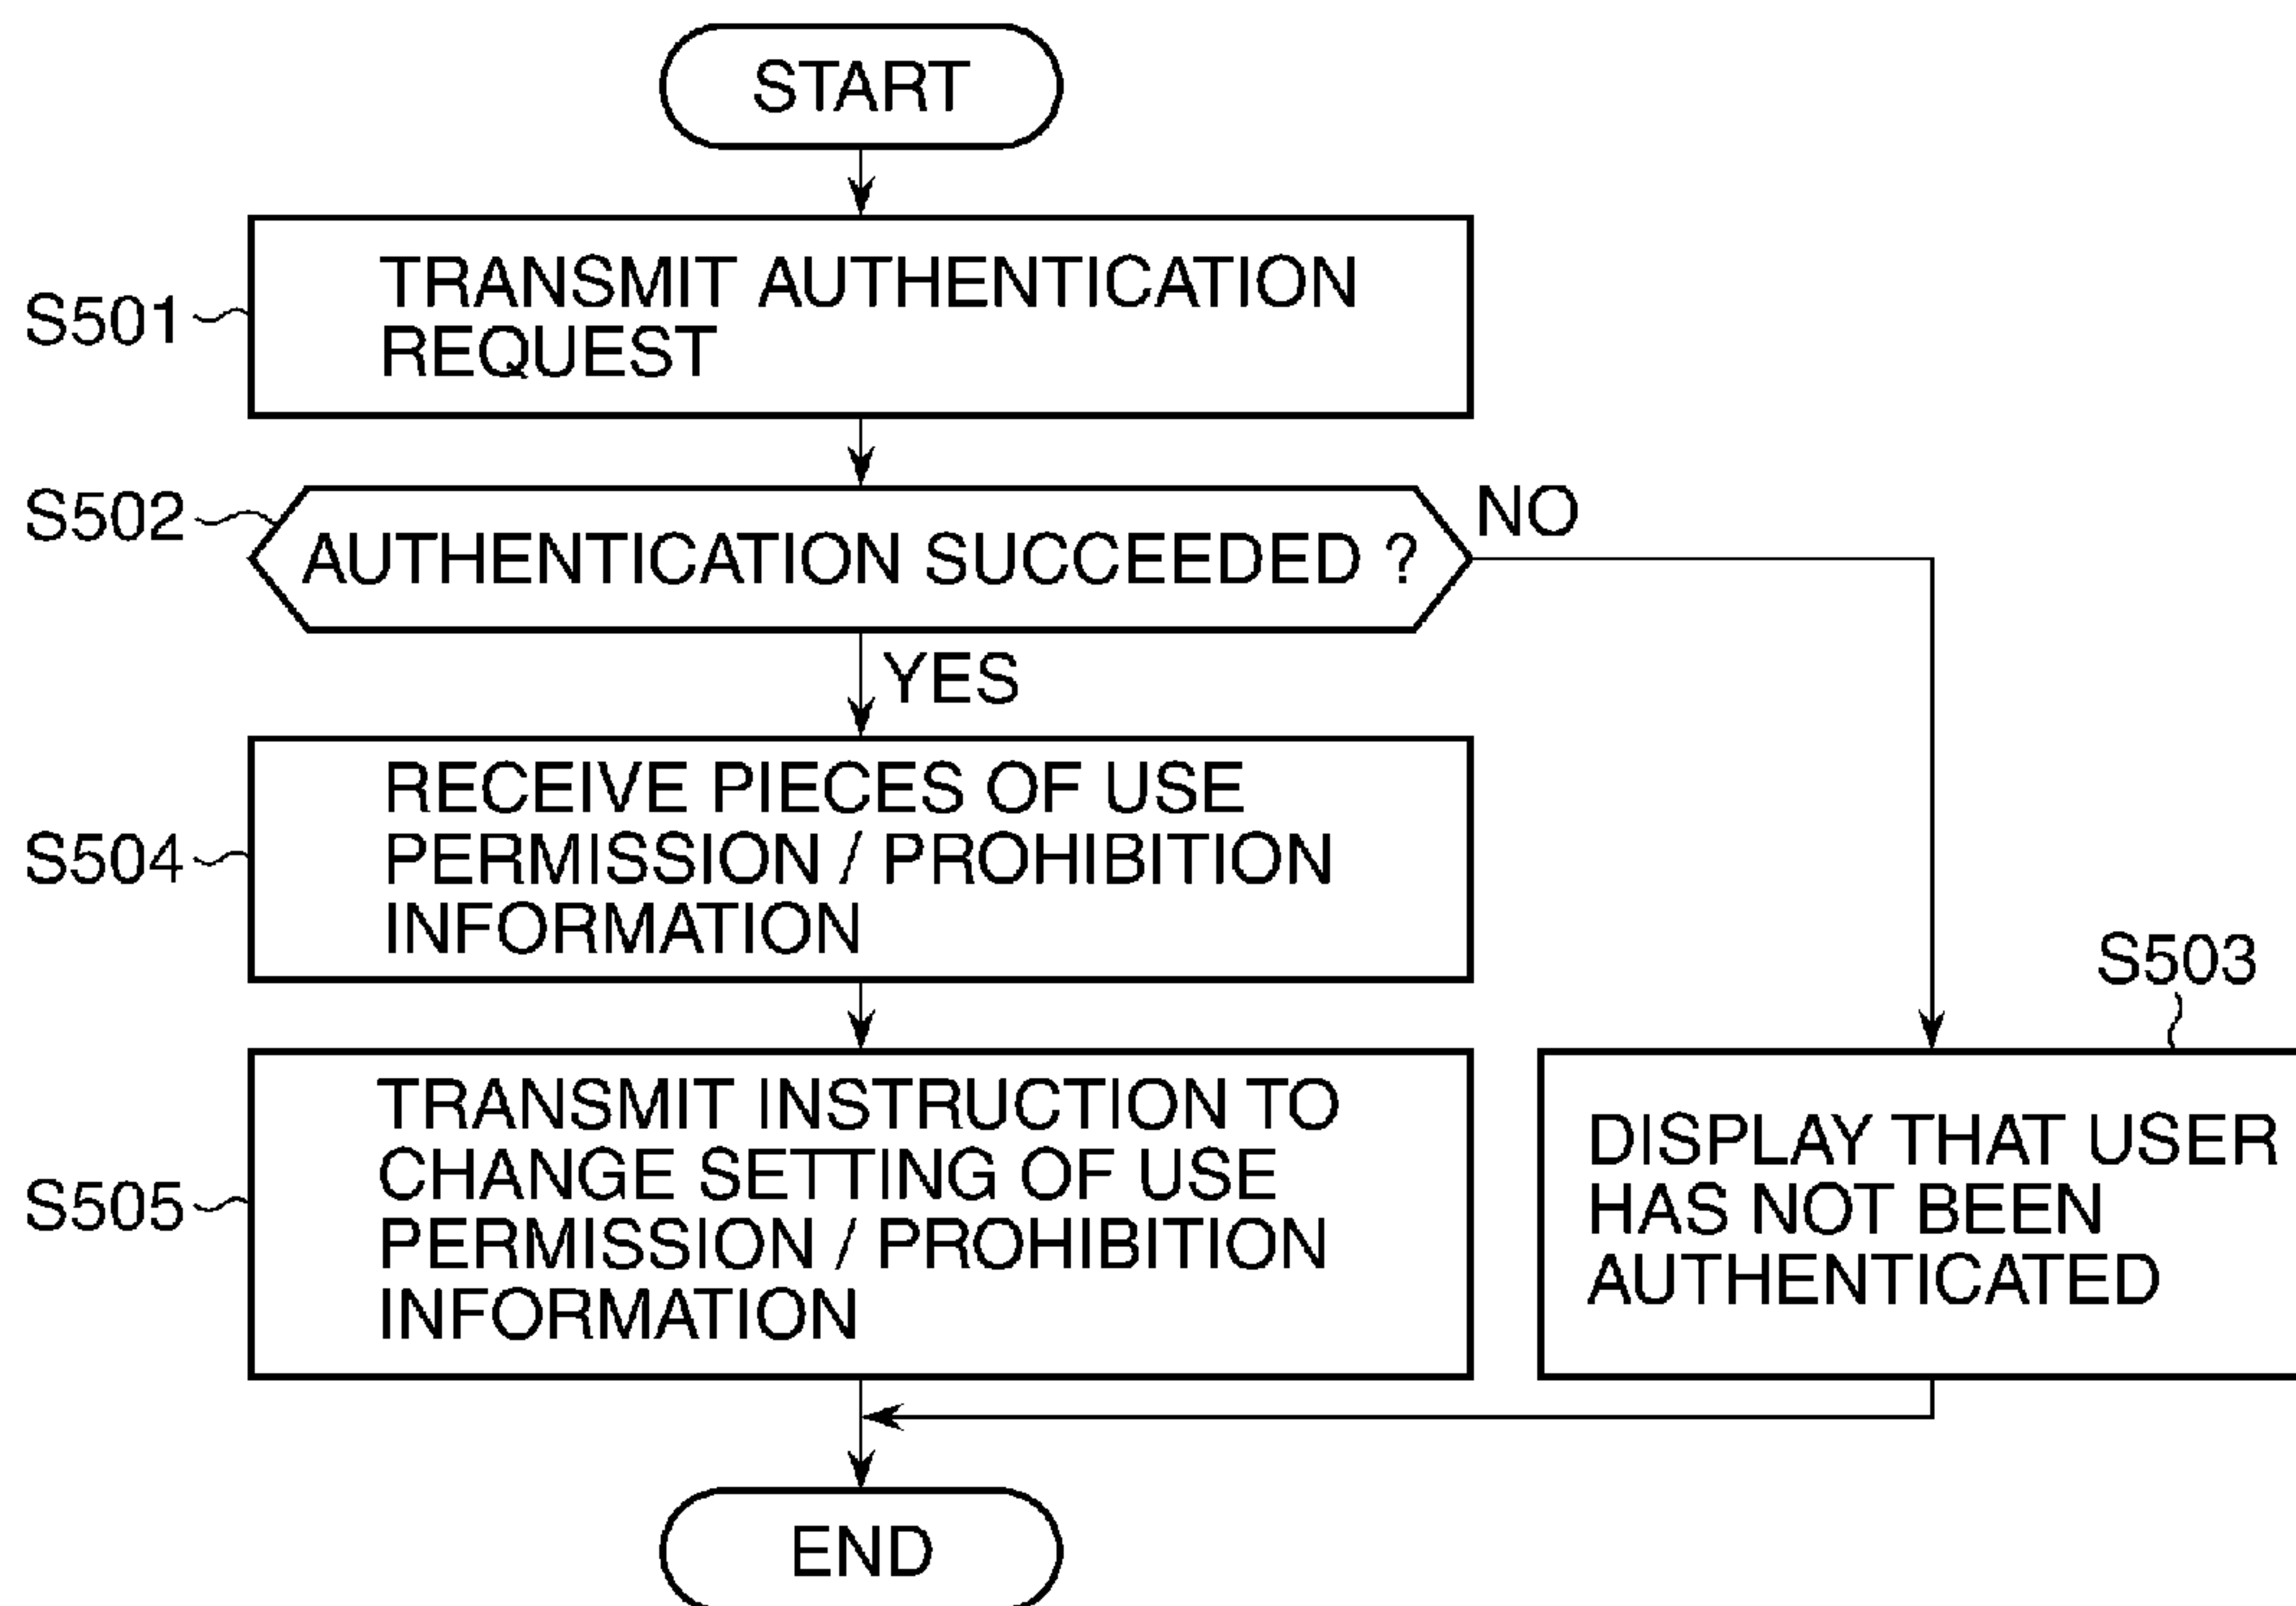 START
S501
TRANSMIT AUTHENTICATION
REQUEST
S502
AUTHENTICATION SUCCEEDED ?
NO
YES
S504
RECEIVE PIECES OF USE
PERMISSION / PROHIBITION
INFORMATION
S505
TRANSMIT INSTRUCTION TO
CHANGE SETTING OF USE
PERMISSION / PROHIBITION
INFORMATION
S503
DISPLAY THAT USER
HAS NOT BEEN
AUTHENTICATED
END